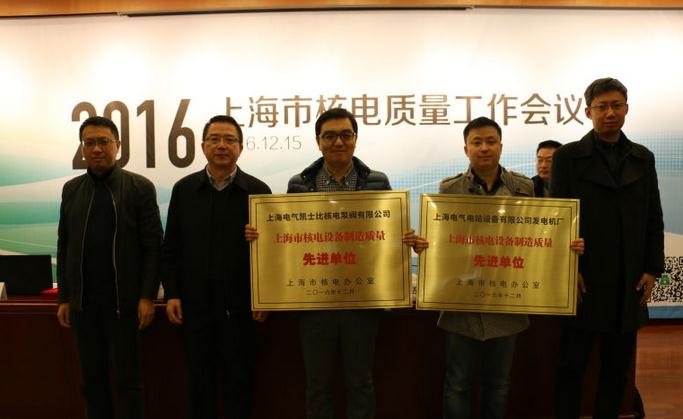 2016 上海市核电质量工作会议
6.12.15
上海电气凯士比核电泵阀有限公司
上海市核电设备制造质量
先进单位
上海市核电办公室
二〇一六年十二月
上海电气电站设备有限公司发电机厂
上海市核电设备制造质量
先进单位
上海市核电办公室
二〇一六年十二月